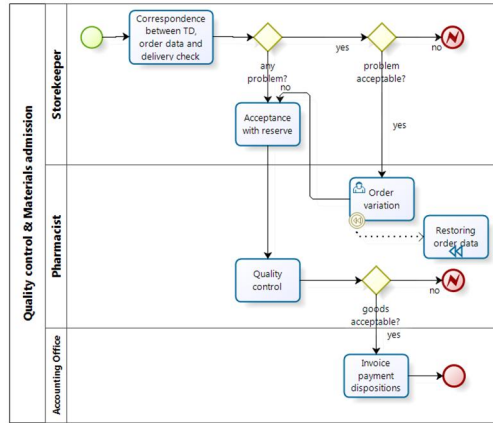 Quality control & Materials admission
Storekeeper
Correspondence
between TD,
order data and
delivery check
any
problem?
yes
problem
acceptable?
no
no
yes
Acceptance
with reserve
Pharmacist
Order
variation
Restoring
order data
Quality
control
goods
acceptable?
no
yes
Accounting Office
Invoice
payment
dispositions